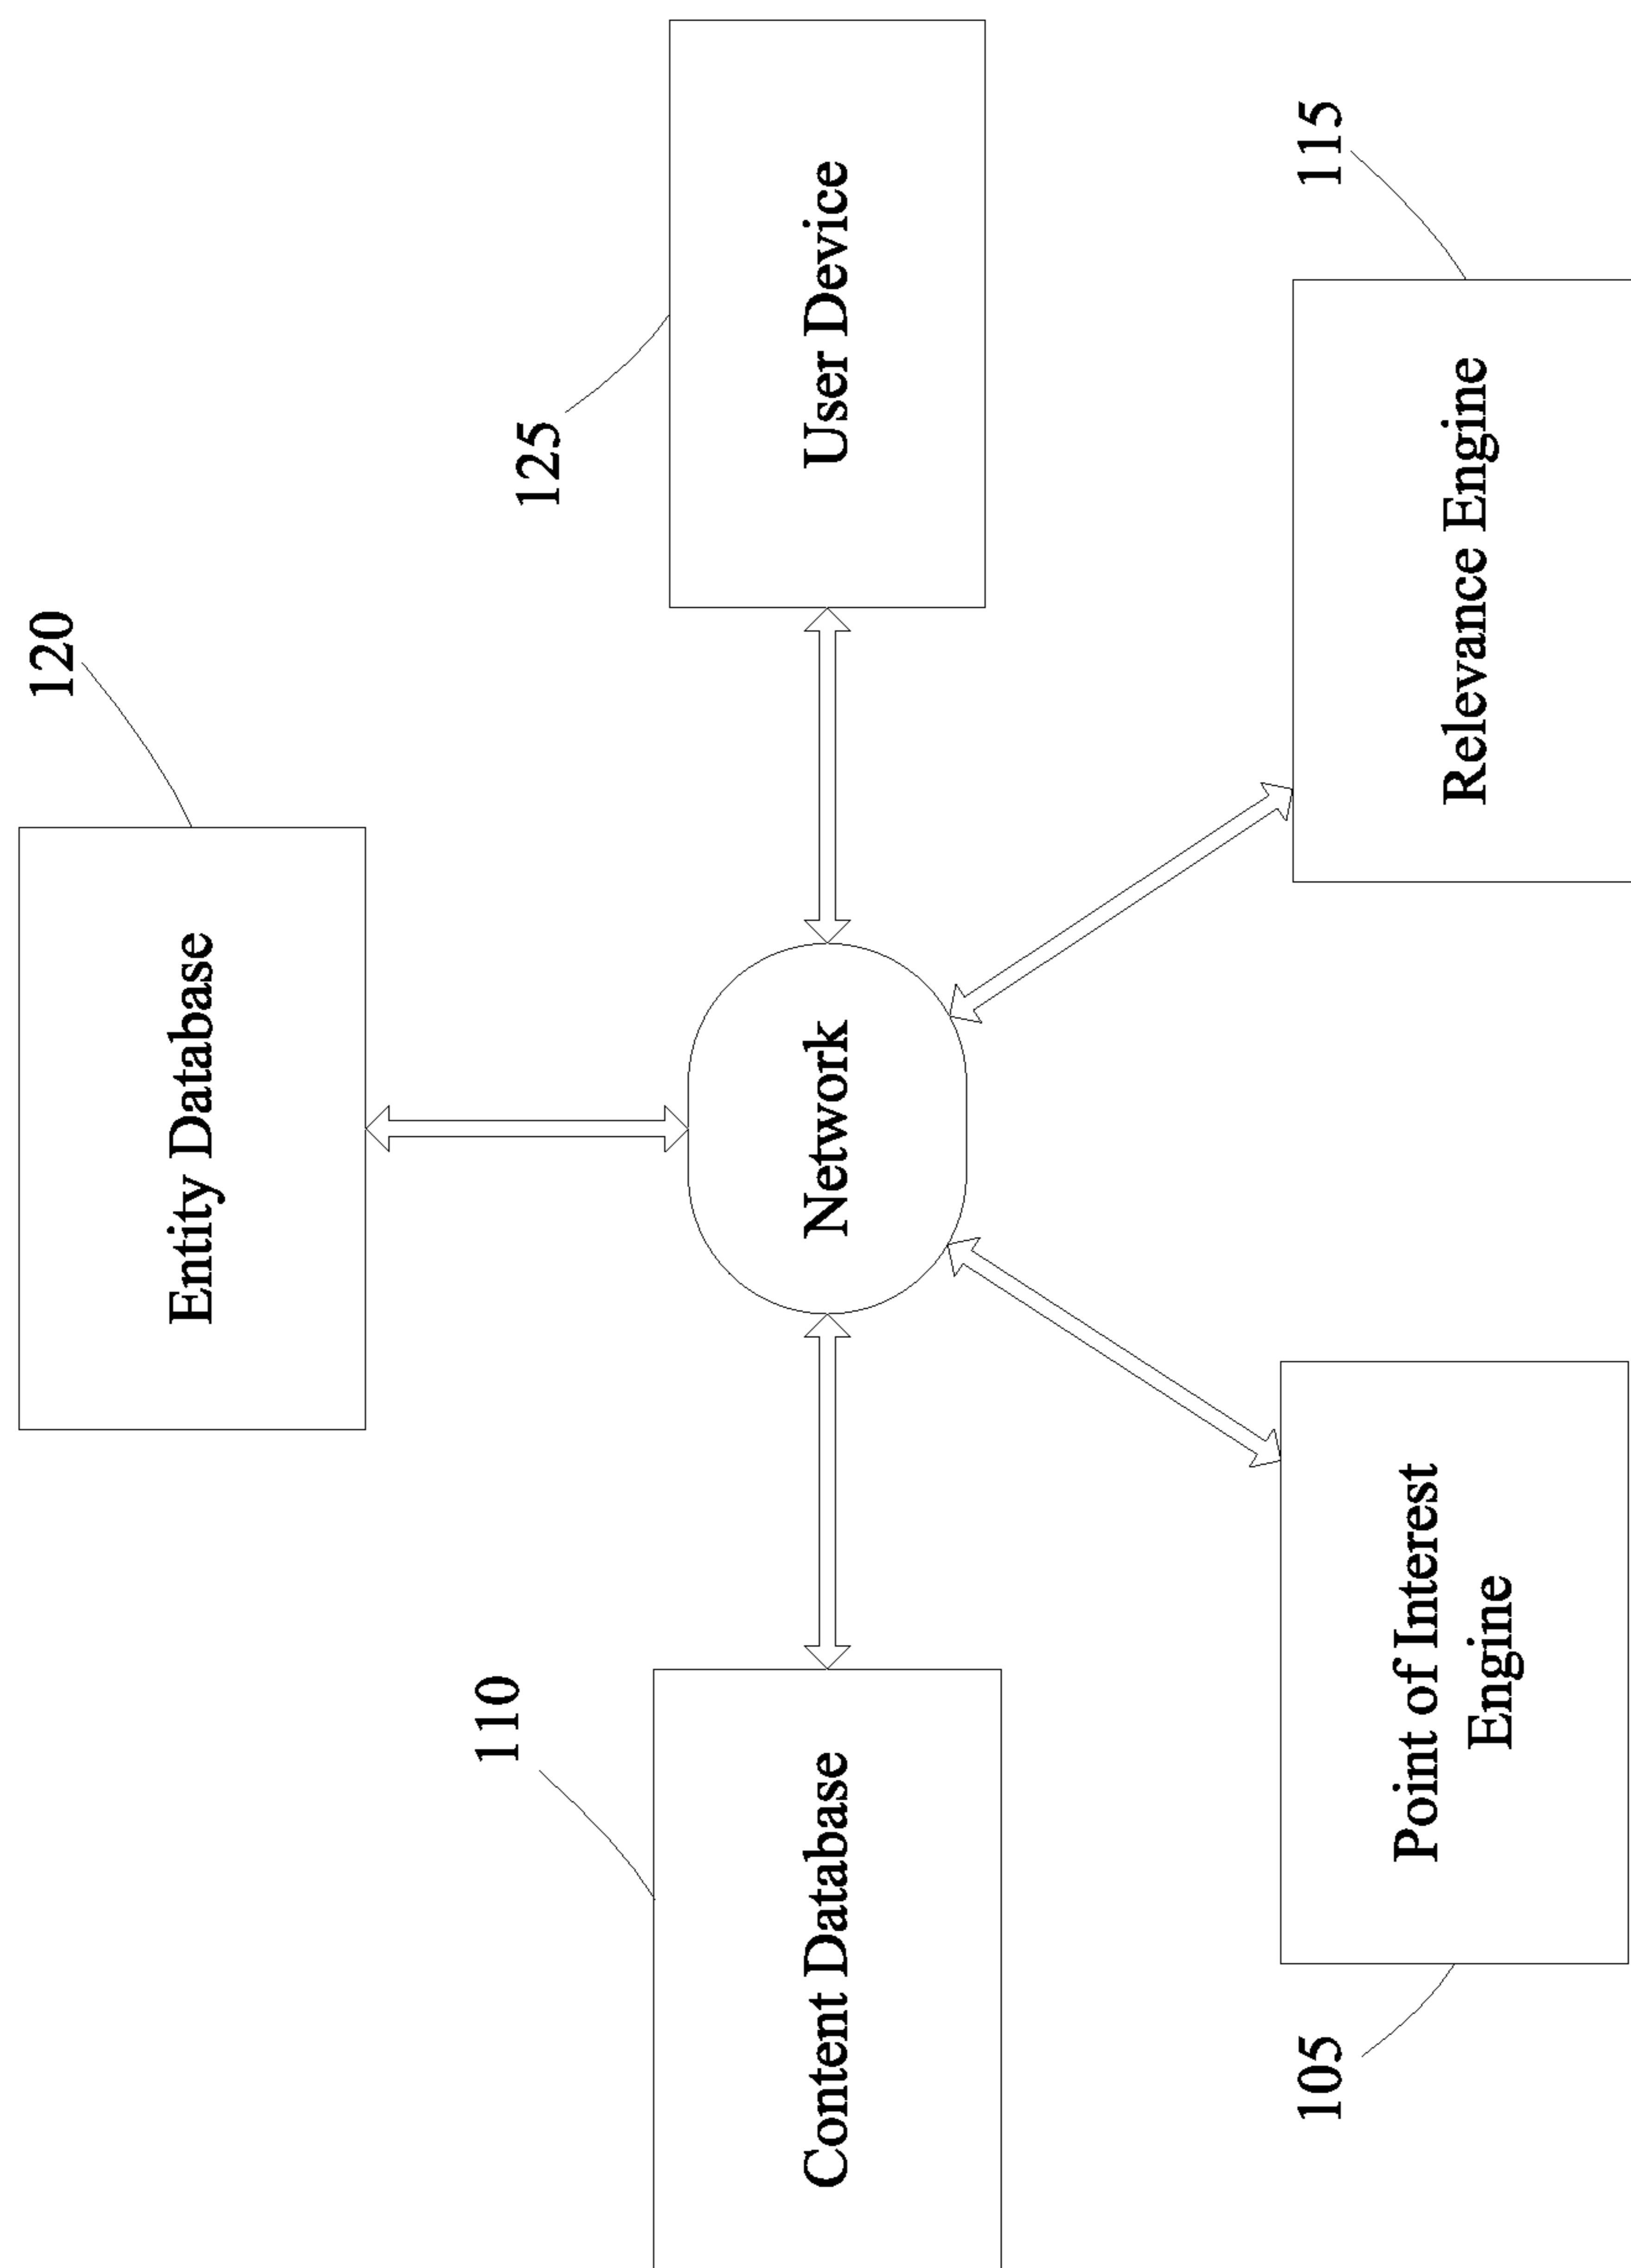 120
Entity Database
125
User Device
110
Content Database
Network
105
Point of Interest
Engine
115
Relevance Engine